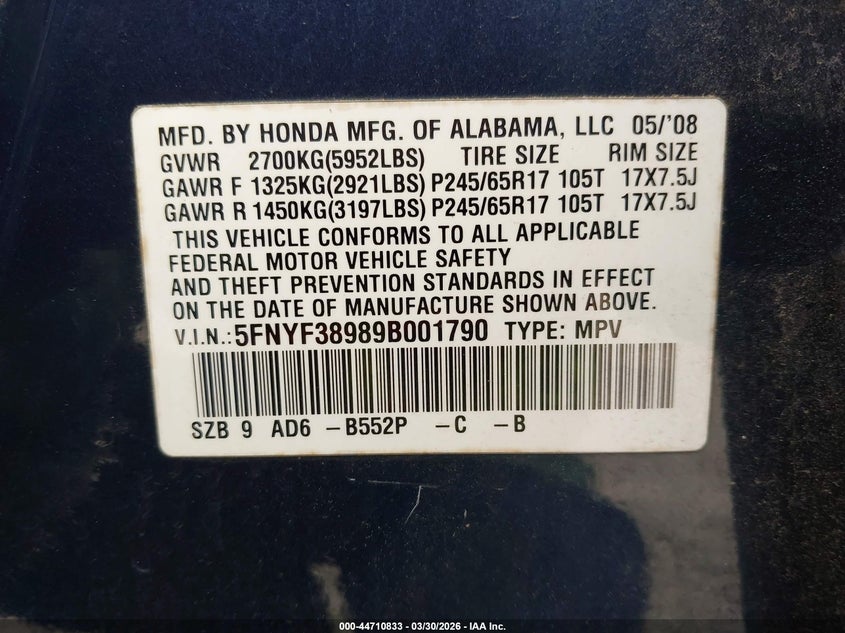 MFD. BY HONDA MFG. OF ALABAMA, LLC 05/'08
GVWR 2700KG(5952LBS) TIRE SIZE RIM SIZE
GAWR F 1325KG(2921LBS) P245/65R17 105T 17X7.5J
GAWR R 1450KG(3197LBS) P245/65R17 105T 17X7.5J
THIS VEHICLE CONFORMS TO ALL APPLICABLE
FEDERAL MOTOR VEHICLE SAFETY
AND THEFT PREVENTION STANDARDS IN EFFECT
ON THE DATE OF MANUFACTURE SHOWN ABOVE.
V.I.N.: 5FNYF38989B001790 TYPE: MPV
SZB 9 AD6 -B552P -C -B
000-44710833 - 03/30/2026 - IAA Inc.